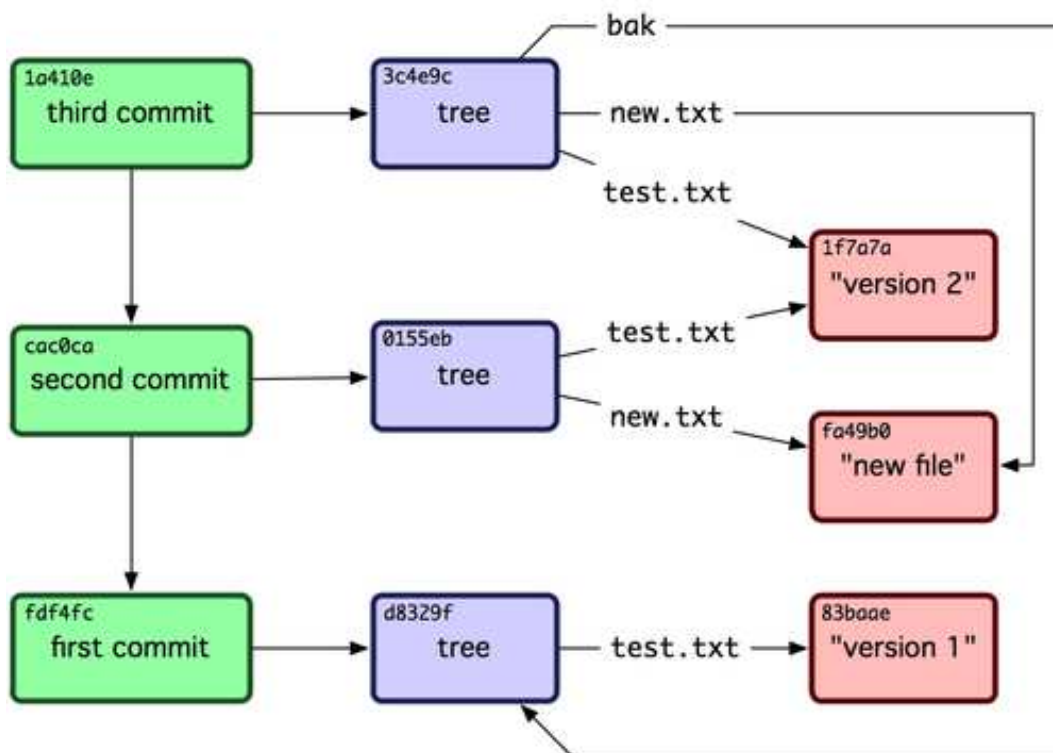 bak
1a410e
third commit
3c4e9c
tree
new.txt
test.txt
1f7a7a
"version 2"
cac0ca
second commit
0155eb
tree
test.txt
new.txt
fa49b0
"new file"
fdf4fc
first commit
d8329f
tree
test.txt
83baae
"version 1"